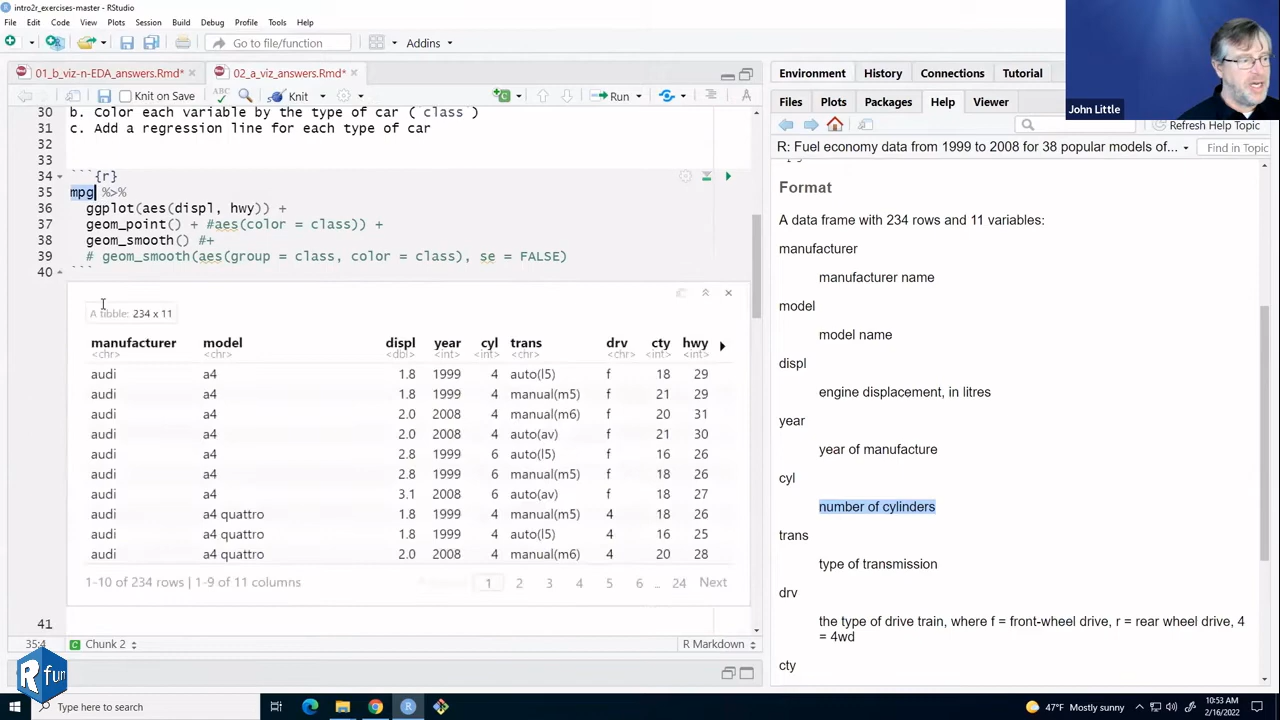 intro2r_exercises-master - RStudio
File Edit Code View Plots Session Build Debug Profile Tools Help
Go to file/function Addins
01_b_viz-n-EDA_answers.Rmd* 02_a_viz_answers.Rmd*
Knit on Save ABC Knit Run
30 b. Color each variable by the type of car (`class`)
31 c. Add a regression line for each type of car
32
33
34 ```{r}
35 mpg %>%
36 ggplot(aes(displ, hwy)) +
37 geom_point() + #aes(color = class)) +
38 geom_smooth() #+
39 # geom_smooth(aes(group = class, color = class), se = FALSE)
40 ```
A tibble: 234 x 11
manufacturer model displ year cyl trans drv cty hwy
<chr> <chr> <dbl> <int> <int> <chr> <chr> <int> <int>
audi a4 1.8 1999 4 auto(l5) f 18 29
audi a4 1.8 1999 4 manual(m5) f 21 29
audi a4 2.0 2008 4 manual(m6) f 20 31
audi a4 2.0 2008 4 auto(av) f 21 30
audi a4 2.8 1999 6 auto(l5) f 16 26
audi a4 2.8 1999 6 manual(m5) f 18 26
audi a4 3.1 2008 6 auto(av) f 18 27
audi a4 quattro 1.8 1999 4 manual(m5) 4 18 26
audi a4 quattro 1.8 1999 4 auto(l5) 4 16 25
audi a4 quattro 2.0 2008 4 manual(m6) 4 20 28
1-10 of 234 rows | 1-9 of 11 columns
1 2 3 4 5 6 ... 24 Next
41
35:4 Chunk 2 R Markdown
John Little
Environment History Connections Tutorial
Files Plots Packages Help Viewer
Refresh Help Topic
R: Fuel economy data from 1999 to 2008 for 38 popular models of... Find in Topic
Format
A data frame with 234 rows and 11 variables:
manufacturer
manufacturer name
model
model name
displ
engine displacement, in litres
year
year of manufacture
cyl
number of cylinders
trans
type of transmission
drv
the type of drive train, where f = front-wheel drive, r = rear wheel drive, 4
= 4wd
cty
R fun
Type here to search
47°F Mostly sunny
10:53 AM
2/16/2022